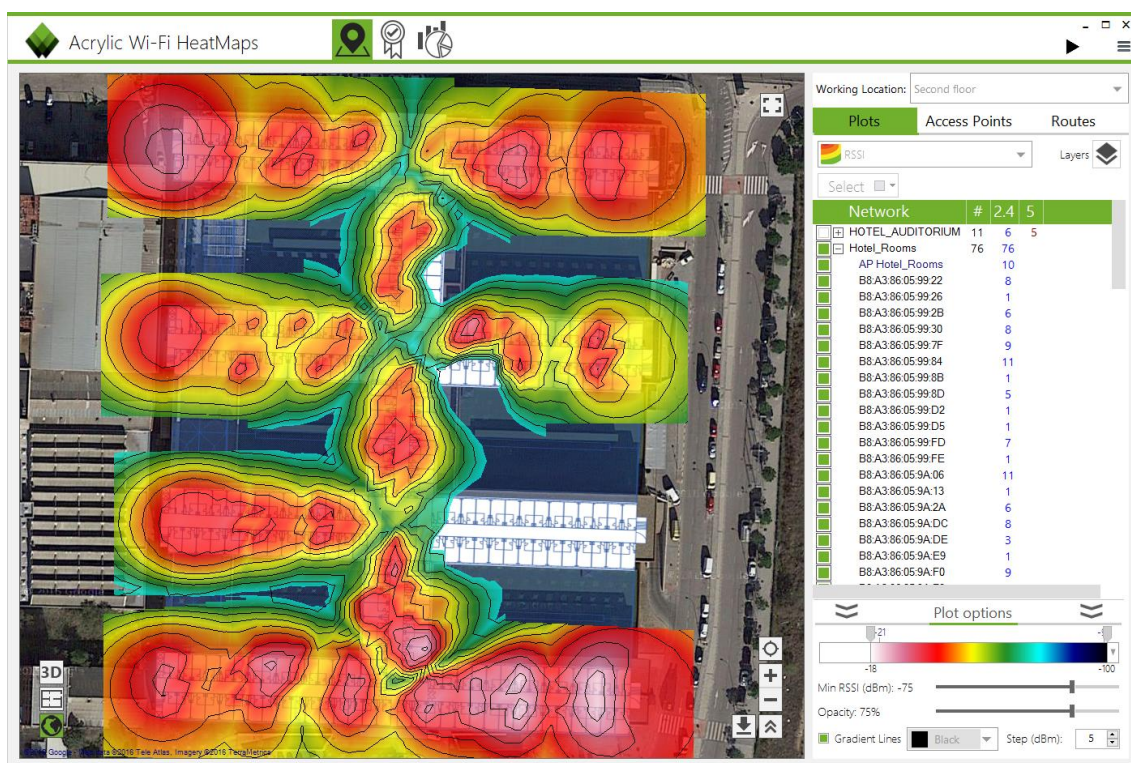 Acrylic Wi-Fi HeatMaps
Working Location: Second floor
Plots Access Points Routes
RSSI Layers
Select
Network # 2.4 5
HOTEL_AUDITORIUM 11 6 5
Hotel_Rooms 76 76
AP Hotel_Rooms 10
B8:A3:86:05:99:22 8
B8:A3:86:05:99:26 1
B8:A3:86:05:99:2B 6
B8:A3:86:05:99:30 8
B8:A3:86:05:99:7F 9
B8:A3:86:05:99:84 11
B8:A3:86:05:99:8B 1
B8:A3:86:05:99:8D 5
B8:A3:86:05:99:D2 1
B8:A3:86:05:99:D5 1
B8:A3:86:05:99:FD 7
B8:A3:86:05:99:FE 1
B8:A3:86:05:9A:06 11
B8:A3:86:05:9A:13 1
B8:A3:86:05:9A:2A 6
B8:A3:86:05:9A:DC 8
B8:A3:86:05:9A:DE 3
B8:A3:86:05:9A:E9 1
B8:A3:86:05:9A:F0 9
Plot options
-21
-18 -100
Min RSSI (dBm): -75
Opacity: 75%
Gradient Lines Black Step (dBm): 5
3D
©2016 Tele Atlas, Imagery ©2016 TerraMetrics